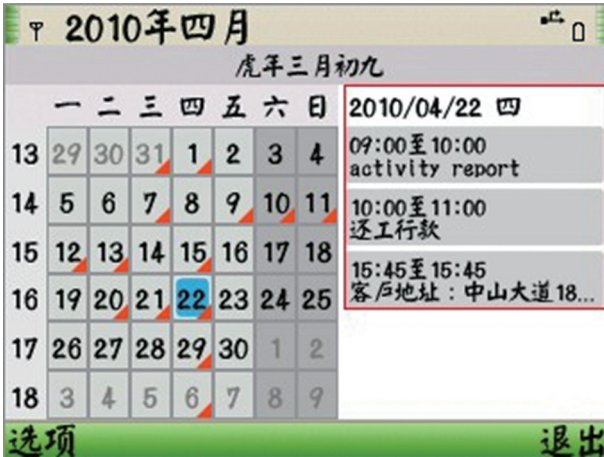 2010年四月
虎年三月初九
一 二 三 四 五 六 日
13 29 30 31 1 2 3 4
14 5 6 7 8 9 10 11
15 12 13 14 15 16 17 18
16 19 20 21 22 23 24 25
17 26 27 28 29 30 1 2
18 3 4 5 6 7 8 9
2010/04/22 四
09:00至10:00
activity report
10:00至11:00
还工行款
15:45至15:45
客户地址：中山大道18...
选项
退出